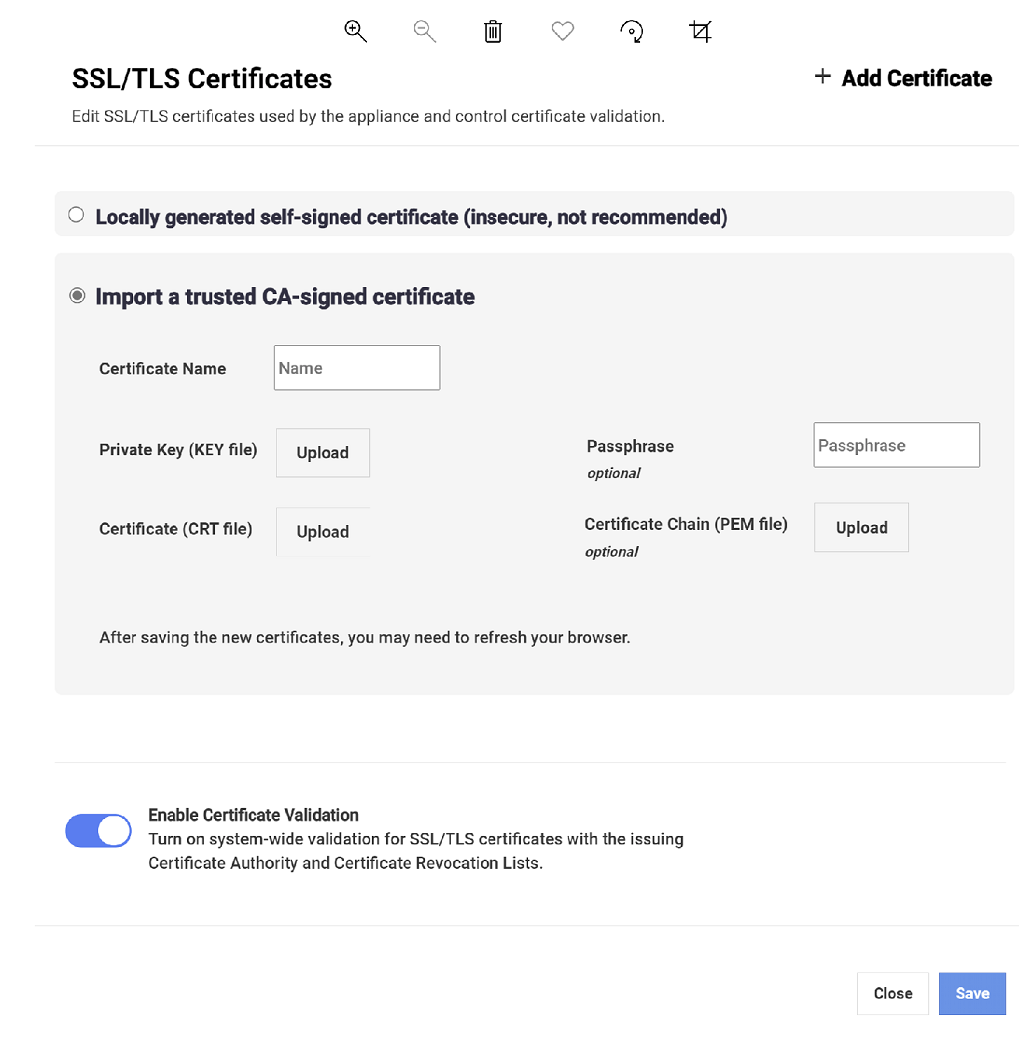 SSL/TLS Certificates
+ Add Certificate
Edit SSL/TLS certificates used by the appliance and control certificate validation.
Locally generated self-signed certificate (insecure, not recommended)
Import a trusted CA-signed certificate
Certificate Name
Name
Private Key (KEY file)
Upload
Passphrase
optional
Passphrase
Certificate (CRT file)
Upload
Certificate Chain (PEM file)
optional
Upload
After saving the new certificates, you may need to refresh your browser.
Enable Certificate Validation
Turn on system-wide validation for SSL/TLS certificates with the issuing
Certificate Authority and Certificate Revocation Lists.
Close
Save